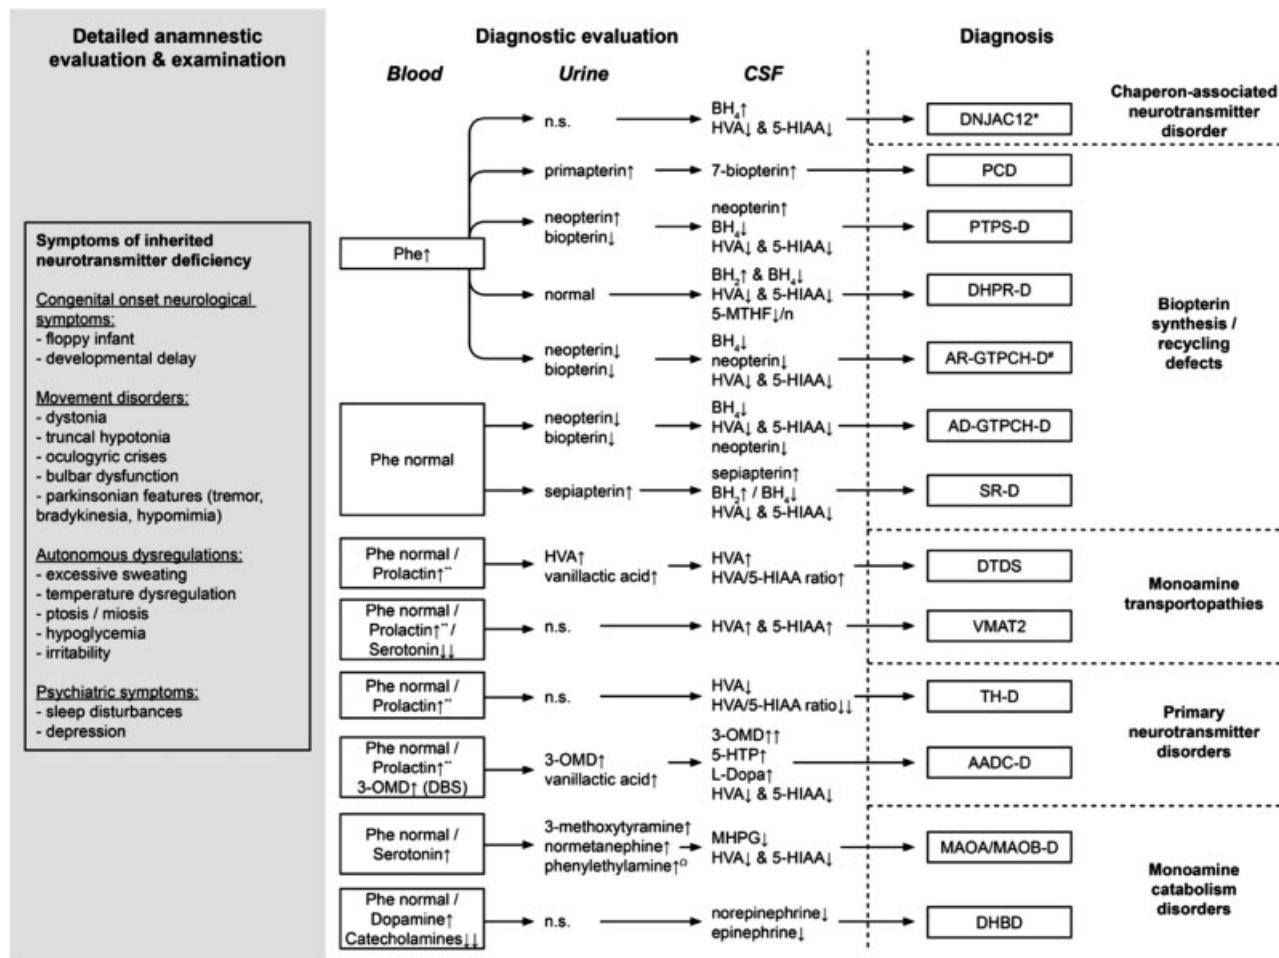 Detailed anamnestic
evaluation & examination
Symptoms of inherited
neurotransmitter deficiency
Congenital onset neurological
symptoms:
- floppy infant
- developmental delay
Movement disorders:
- dystonia
- truncal hypotonia
- oculogyric crises
- bulbar dysfunction
- parkinsonian features (tremor,
bradykinesia, hypomimia)
Autonomous dysregulations:
- excessive sweating
- temperature dysregulation
- ptosis / miosis
- hypoglycemia
- irritability
Psychiatric symptoms:
- sleep disturbances
- depression
Diagnostic evaluation
Diagnosis
Blood
Urine
CSF
Phe↑
n.s.
BH₄↑
HVA↓ & 5-HIAA↓
DNJAC12*
Chaperon-associated
neurotransmitter
disorder
primapterin↑
7-biopterin↑
PCD
neopterin↑
biopterin↓
neopterin↑
BH₄↓
HVA↓ & 5-HIAA↓
PTPS-D
normal
BH₂↑ & BH₄↓
HVA↓ & 5-HIAA↓
5-MTHF↓/n
DHPR-D
neopterin↓
biopterin↓
BH₄↓
neopterin↓
HVA↓ & 5-HIAA↓
AR-GTPCH-D#
Biopterin
synthesis /
recycling
defects
Phe normal
neopterin↓
biopterin↓
BH₄↓
HVA↓ & 5-HIAA↓
neopterin↓
AD-GTPCH-D
sepiapterin↑
sepiapterin↑
BH₂↑ / BH₄↓
HVA↓ & 5-HIAA↓
SR-D
Phe normal /
Prolactin↑¨
HVA↑
vanillactic acid↑
HVA↑
HVA/5-HIAA ratio↑
DTDS
Phe normal /
Prolactin↑¨ /
Serotonin↓↓
n.s.
HVA↑ & 5-HIAA↑
VMAT2
Monoamine
transportopathies
Phe normal /
Prolactin↑¨
n.s.
HVA↓
HVA/5-HIAA ratio↓↓
TH-D
Phe normal /
Prolactin↑¨
3-OMD↑ (DBS)
3-OMD↑
vanillactic acid↑
3-OMD↑↑
5-HTP↑
L-Dopa↑
HVA↓ & 5-HIAA↓
AADC-D
Primary
neurotransmitter
disorders
Phe normal /
Serotonin↑
3-methoxytyramine↑
normetanephine↑
phenylethylamine↑Ω
MHPG↓
HVA↓ & 5-HIAA↓
MAOA/MAOB-D
Phe normal /
Dopamine↑
Catecholamines↓↓
n.s.
norepinephrine↓
epinephrine↓
DHBD
Monoamine
catabolism
disorders